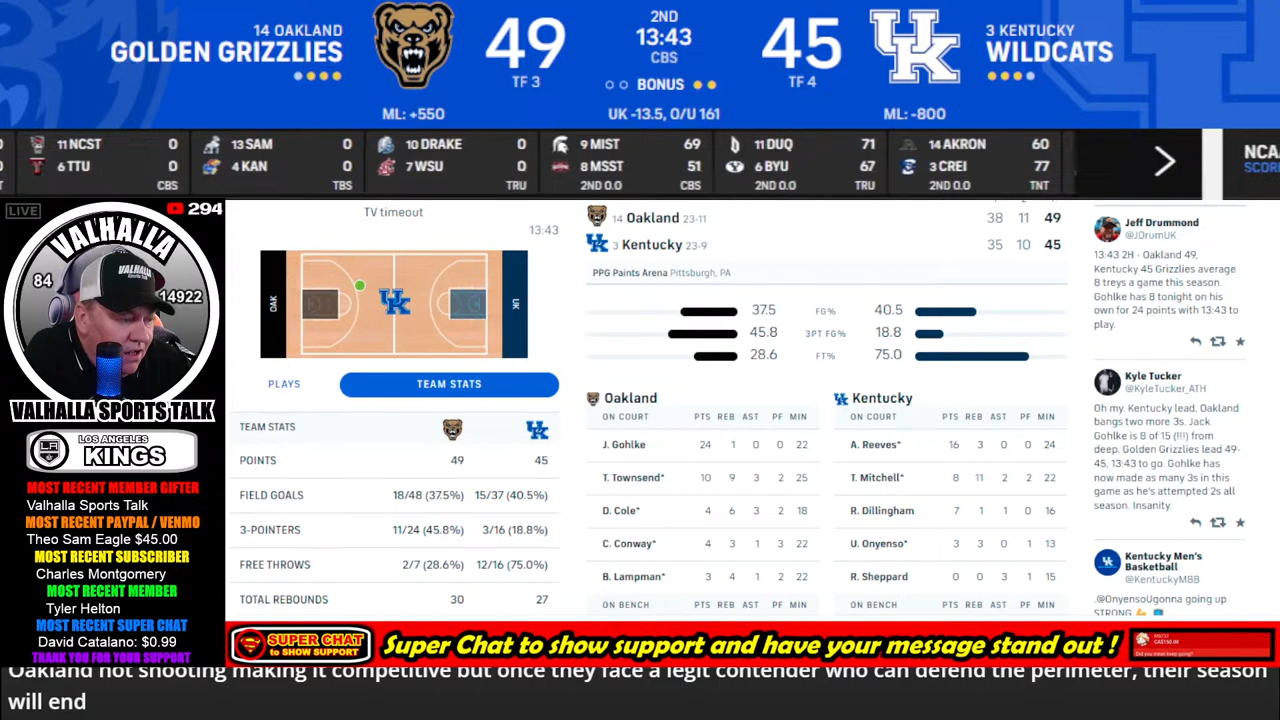 14 OAKLAND
GOLDEN GRIZZLIES
49
TF 3
2ND
13:43
CBS
BONUS
45
TF 4
3 KENTUCKY
WILDCATS
ML: +550
UK -13.5, O/U 161
ML: -800
11 NCST 0
6 TTU 0
CBS
13 SAM 0
4 KAN 0
TBS
10 DRAKE 0
7 WSU 0
TRU
9 MIST 69
8 MSST 51
2ND 0.0 CBS
11 DUQ 71
6 BYU 67
2ND 0.0 TRU
14 AKRON 60
3 CREI 77
2ND 0.0 TNT
NCA
SCOR
LIVE
294
VALHALLA
84
14922
VALHALLA
VALHALLA SPORTS TALK
LOS ANGELES
KINGS
MOST RECENT MEMBER GIFTER
Valhalla Sports Talk
MOST RECENT PAYPAL / VENMO
Theo Sam Eagle $45.00
MOST RECENT SUBSCRIBER
Charles Montgomery
MOST RECENT MEMBER
Tyler Helton
MOST RECENT SUPER CHAT
David Catalano: $0.99
THANK YOU FOR YOUR SUPPORT
TV timeout
13:43
OAK
UK
UK
PLAYS
TEAM STATS
TEAM STATS
POINTS 49 45
FIELD GOALS 18/48 (37.5%) 15/37 (40.5%)
3-POINTERS 11/24 (45.8%) 3/16 (18.8%)
FREE THROWS 2/7 (28.6%) 12/16 (75.0%)
TOTAL REBOUNDS 30 27
14 Oakland 23-11 38 11 49
3 Kentucky 23-9 35 10 45
PPG Paints Arena Pittsburgh, PA
37.5 FG% 40.5
45.8 3PT FG% 18.8
28.6 FT% 75.0
Oakland
ON COURT PTS REB AST PF MIN
J. Gohlke 24 1 0 0 22
T. Townsend* 10 9 3 2 25
D. Cole* 4 6 3 2 18
C. Conway* 4 3 1 3 22
B. Lampman* 3 4 1 2 22
ON BENCH PTS REB AST PF MIN
Kentucky
ON COURT PTS REB AST PF MIN
A. Reeves* 16 3 0 0 24
T. Mitchell* 8 11 2 2 22
R. Dillingham 7 1 1 0 16
U. Onyenso* 3 3 0 1 13
R. Sheppard 0 0 3 1 15
ON BENCH PTS REB AST PF MIN
Jeff Drummond
@JDrumUK
13:43 2H - Oakland 49,
Kentucky 45 Grizzlies average
8 treys a game this season.
Gohlke has 8 tonight on his
own for 24 points with 13:43 to
play.
Kyle Tucker
@KyleTucker_ATH
Oh my. Kentucky lead, Oakland
bangs two more 3s. Jack
Gohlke is 8 of 15 (!!!) from
deep. Golden Grizzlies lead 49-
45, 13:43 to go. Gohlke has
now made as many 3s in this
game as he's attempted 2s all
season. Insanity.
Kentucky Men's
Basketball
@KentuckyMBB
.@OnyensoUgonna going up
STRONG
SUPER CHAT
to SHOW SUPPORT
Super Chat to show support and have your message stand out !
Oakland hot shooting making it competitive but once they face a legit contender who can defend the perimeter, their season
will end